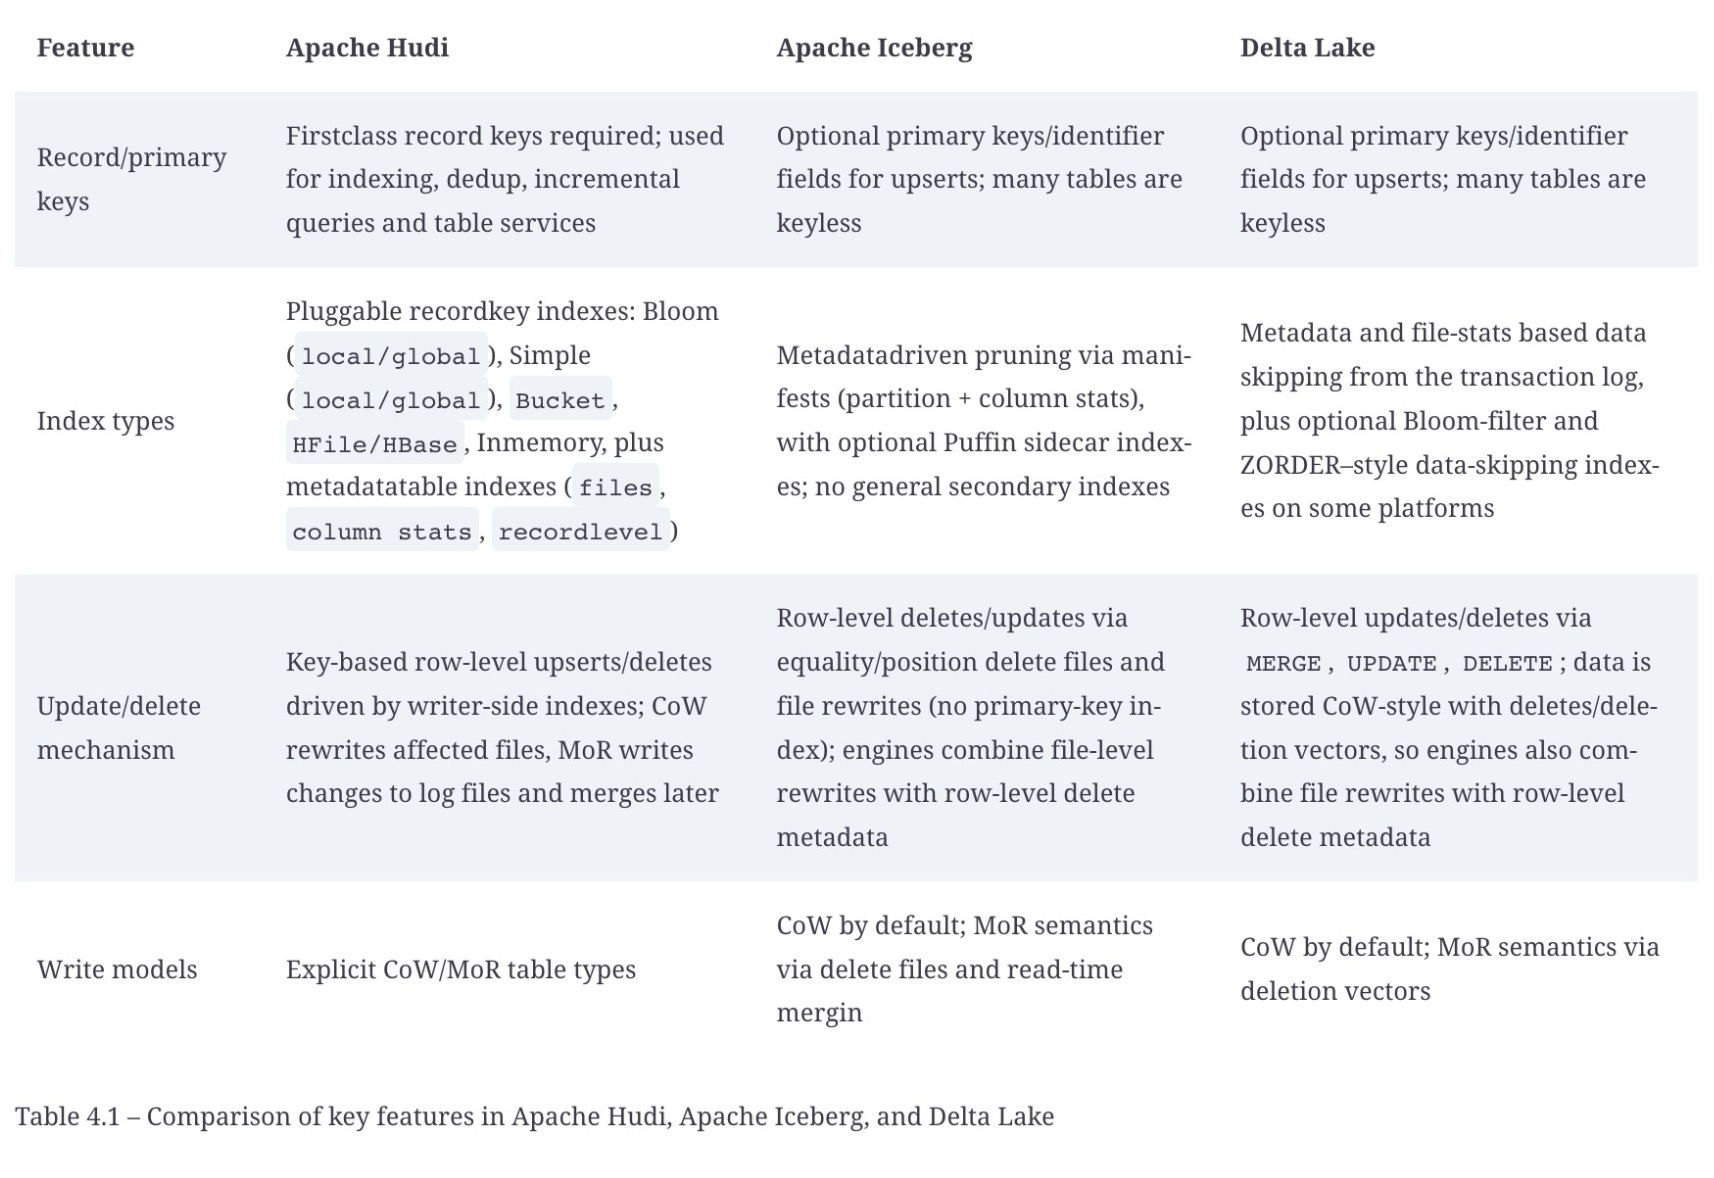 Feature Apache Hudi Apache Iceberg Delta Lake
Record/primary
keys
Firstclass record keys required; used
for indexing, dedup, incremental
queries and table services
Optional primary keys/identifier
fields for upserts; many tables are
keyless
Optional primary keys/identifier
fields for upserts; many tables are
keyless
Index types
Pluggable recordkey indexes: Bloom
(local/global), Simple
(local/global), Bucket,
HFile/HBase, Inmemory, plus
metadatatable indexes (files,
column stats, recordlevel)
Metadatadriven pruning via mani-
fests (partition + column stats),
with optional Puffin sidecar index-
es; no general secondary indexes
Metadata and file-stats based data
skipping from the transaction log,
plus optional Bloom-filter and
ZORDER–style data-skipping index-
es on some platforms
Update/delete
mechanism
Key-based row-level upserts/deletes
driven by writer-side indexes; CoW
rewrites affected files, MoR writes
changes to log files and merges later
Row-level deletes/updates via
equality/position delete files and
file rewrites (no primary-key in-
dex); engines combine file-level
rewrites with row-level delete
metadata
Row-level updates/deletes via
MERGE, UPDATE, DELETE; data is
stored CoW-style with deletes/dele-
tion vectors, so engines also com-
bine file rewrites with row-level
delete metadata
Write models
Explicit CoW/MoR table types
CoW by default; MoR semantics
via delete files and read-time
mergin
CoW by default; MoR semantics via
deletion vectors
Table 4.1 – Comparison of key features in Apache Hudi, Apache Iceberg, and Delta Lake